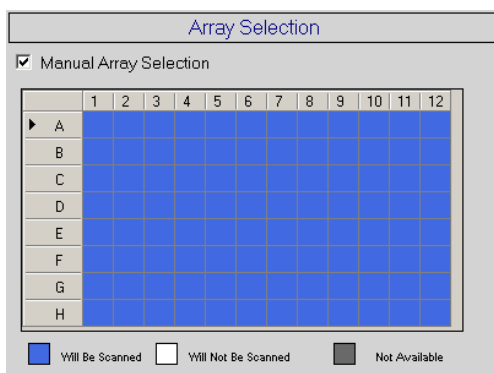 Array Selection
Manual Array Selection
1 2 3 4 5 6 7 8 9 10 11 12
A
B
C
D
E
F
G
H
Will Be Scanned Will Not Be Scanned Not Available